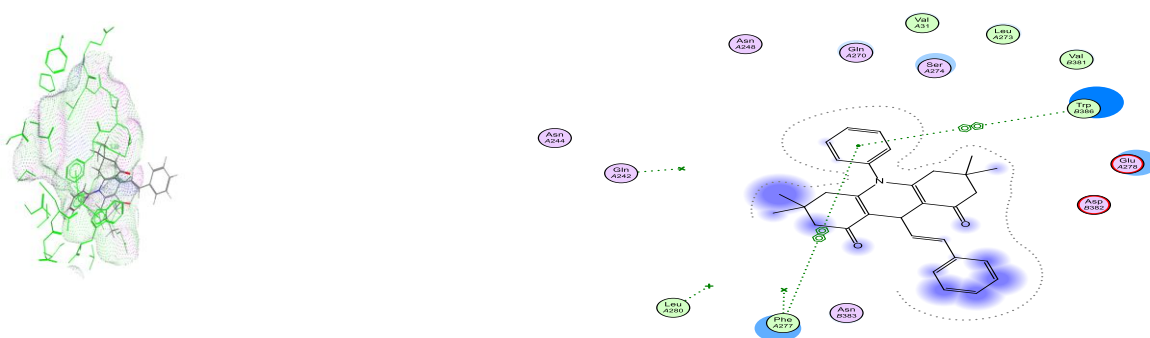 Val
A31
Leu
A273
Asn
A248
Gln
A270
Ser
A274
Val
B381
Trp
B386
Asn
A244
Gln
A242
Glu
A276
Asp
B382
N
O
O
Leu
A280
Phe
A277
Asn
B383